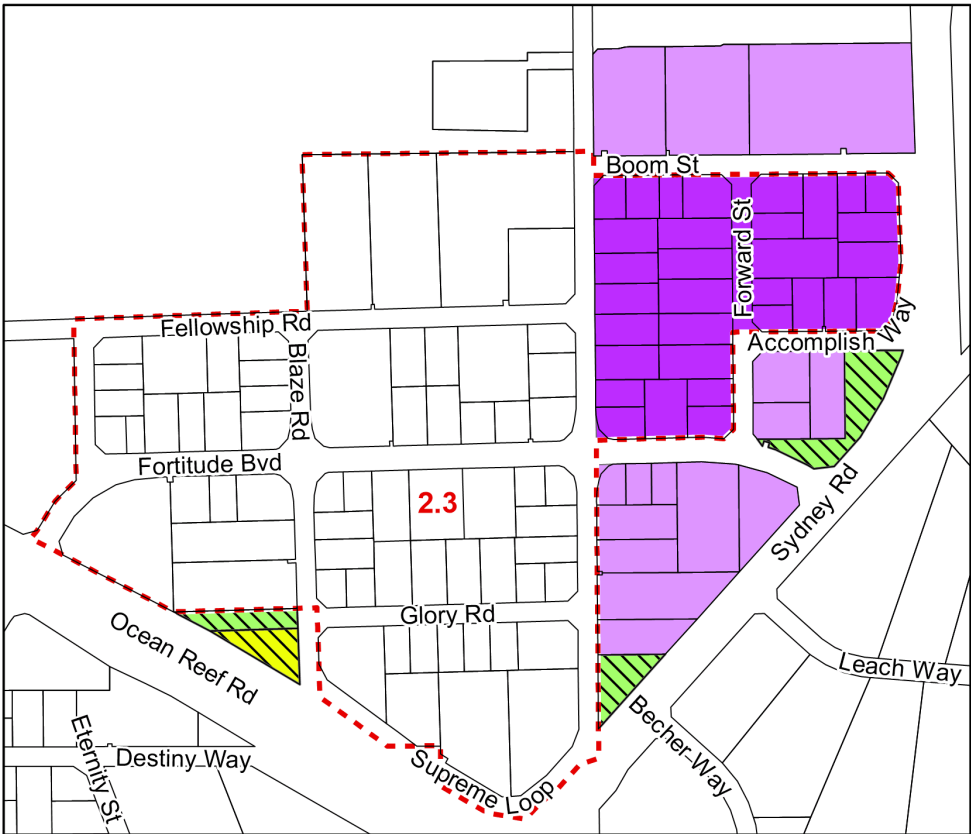 Boom St
Forward St
Fellowship Rd
Accomplish Way
Blaze Rd
Fortitude Bvd
2.3
Sydney Rd
Glory Rd
Ocean Reef Rd
Leach Way
Becher Way
Eternity St
Destiny Way
Supreme Loop